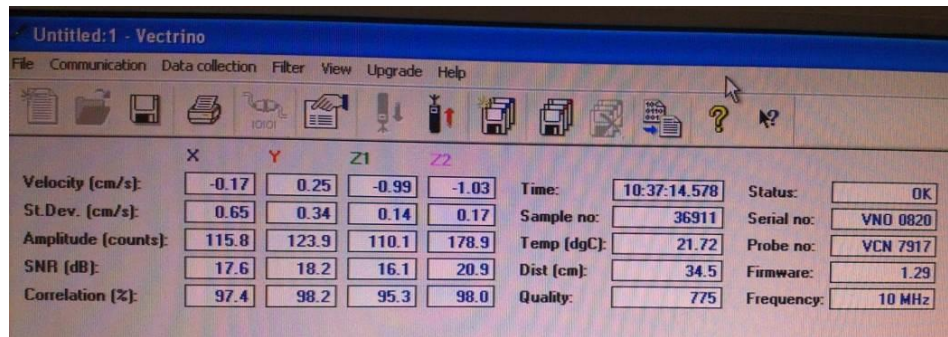 Untitled:1 - Vectrino
File Communication Data collection Filter View Upgrade Help
10101
X Y Z1 Z2
Velocity (cm/s): -0.17 0.25 -0.99 -1.03 Time: 10:37:14.578 Status: OK
St.Dev. (cm/s): 0.65 0.34 0.14 0.17 Sample no: 36911 Serial no: VNO 0820
Amplitude (counts): 115.8 123.9 110.1 178.9 Temp (dgC): 21.72 Probe no: VCN 7917
SNR (dB): 17.6 18.2 16.1 20.9 Dist (cm): 34.5 Firmware: 1.29
Correlation (%): 97.4 98.2 95.3 98.0 Quality: 775 Frequency: 10 MHz